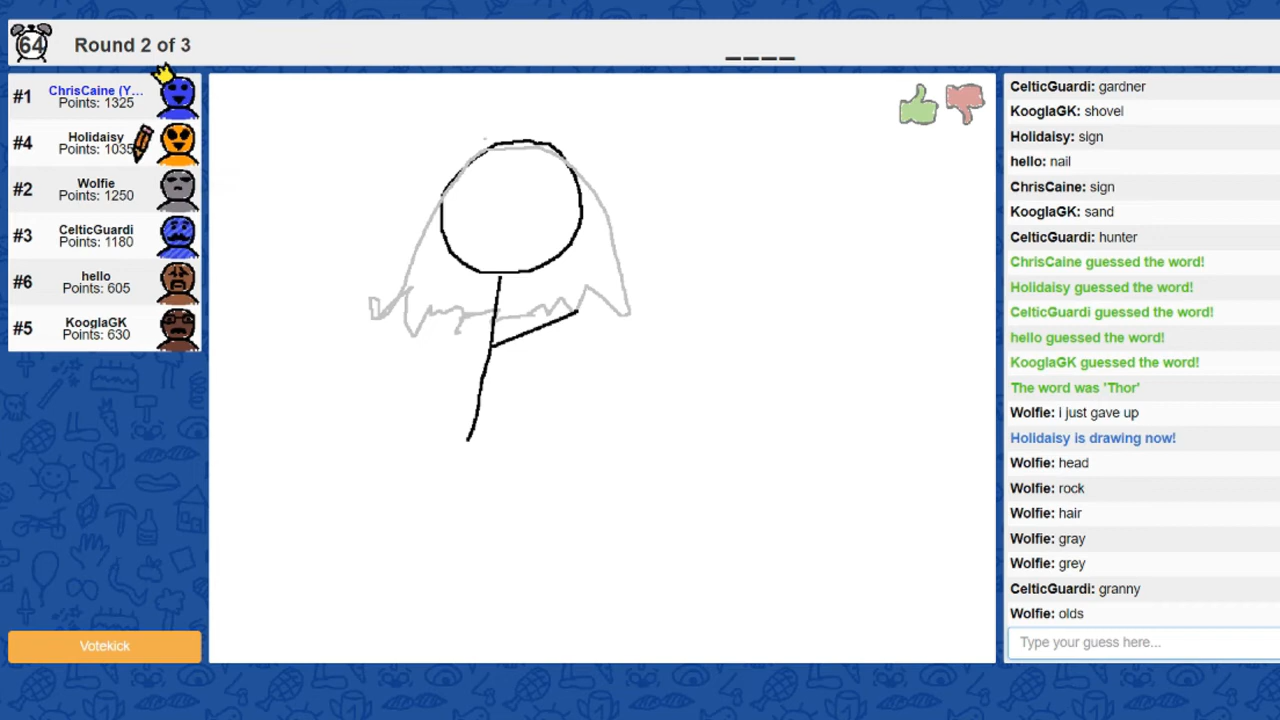 64
Round 2 of 3
____
#1
ChrisCaine (Y...
Points: 1325
#4
Holidaisy
Points: 1035
#2
Wolfie
Points: 1250
#3
CelticGuardi
Points: 1180
#6
hello
Points: 605
#5
KooglaGK
Points: 630
Votekick
CelticGuardi: gardner
KooglaGK: shovel
Holidaisy: sign
hello: nail
ChrisCaine: sign
KooglaGK: sand
CelticGuardi: hunter
ChrisCaine guessed the word!
Holidaisy guessed the word!
CelticGuardi guessed the word!
hello guessed the word!
KooglaGK guessed the word!
The word was 'Thor'
Wolfie: i just gave up
Holidaisy is drawing now!
Wolfie: head
Wolfie: rock
Wolfie: hair
Wolfie: gray
Wolfie: grey
CelticGuardi: granny
Wolfie: olds
Type your guess here...